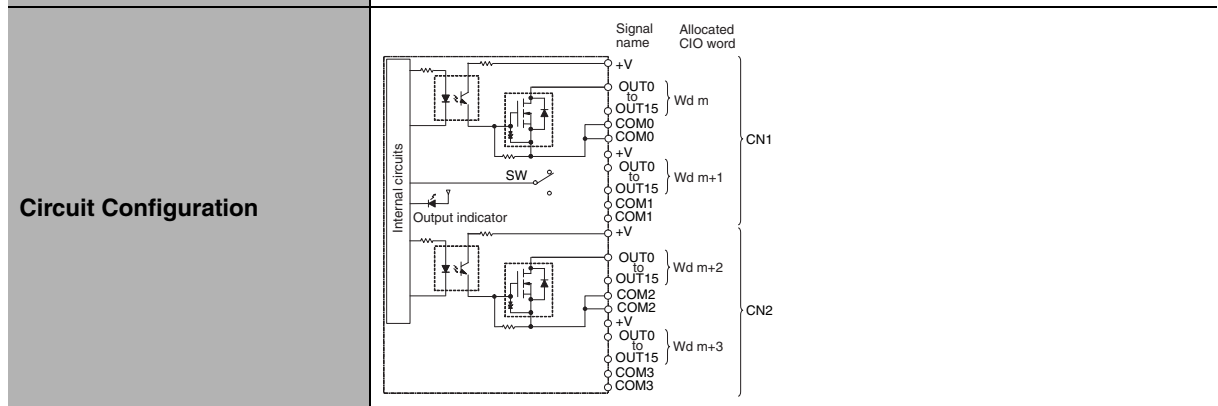 Circuit Configuration
Signal name
Allocated CIO word
Internal circuits
SW
Output indicator
+V
OUT0
to
OUT15
Wd m
COM0
COM0
+V
OUT0
to
OUT15
Wd m+1
COM1
COM1
CN1
+V
OUT0
to
OUT15
Wd m+2
COM2
COM2
+V
OUT0
to
OUT15
Wd m+3
COM3
COM3
CN2